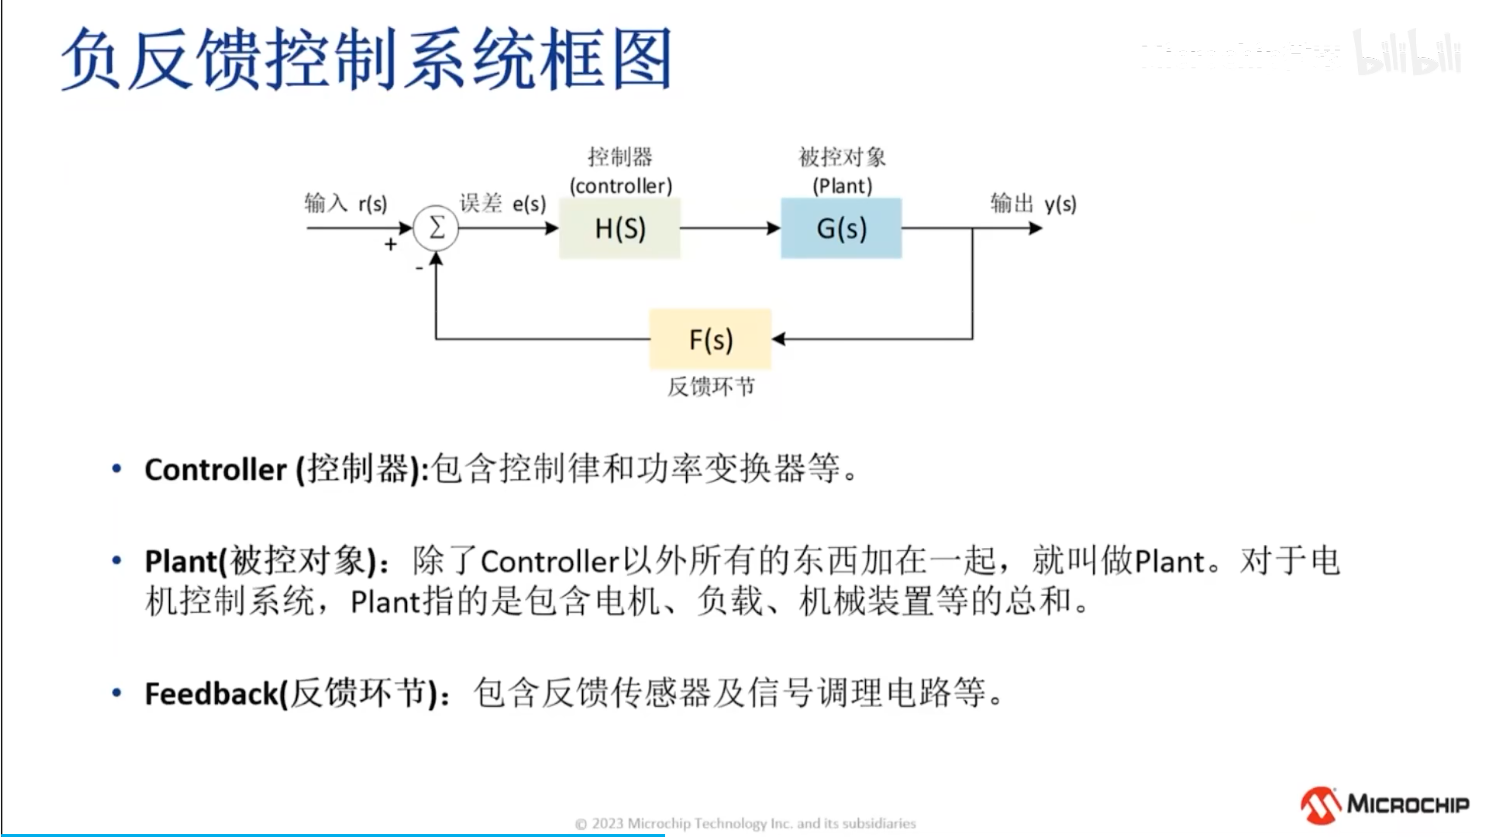 负反馈控制系统框图
bilibili
控制器
(controller)
被控对象
(Plant)
输入 r(s)
误差 e(s)
输出 y(s)
+
Σ
H(S)
G(s)
-
F(s)
反馈环节
• Controller (控制器):包含控制律和功率变换器等。
• Plant(被控对象)：除了Controller以外所有的东西加在一起，就叫做Plant。对于电
机控制系统，Plant指的是包含电机、负载、机械装置等的总和。
• Feedback(反馈环节)：包含反馈传感器及信号调理电路等。
MICROCHIP
© 2023 Microchip Technology Inc. and its subsidiaries